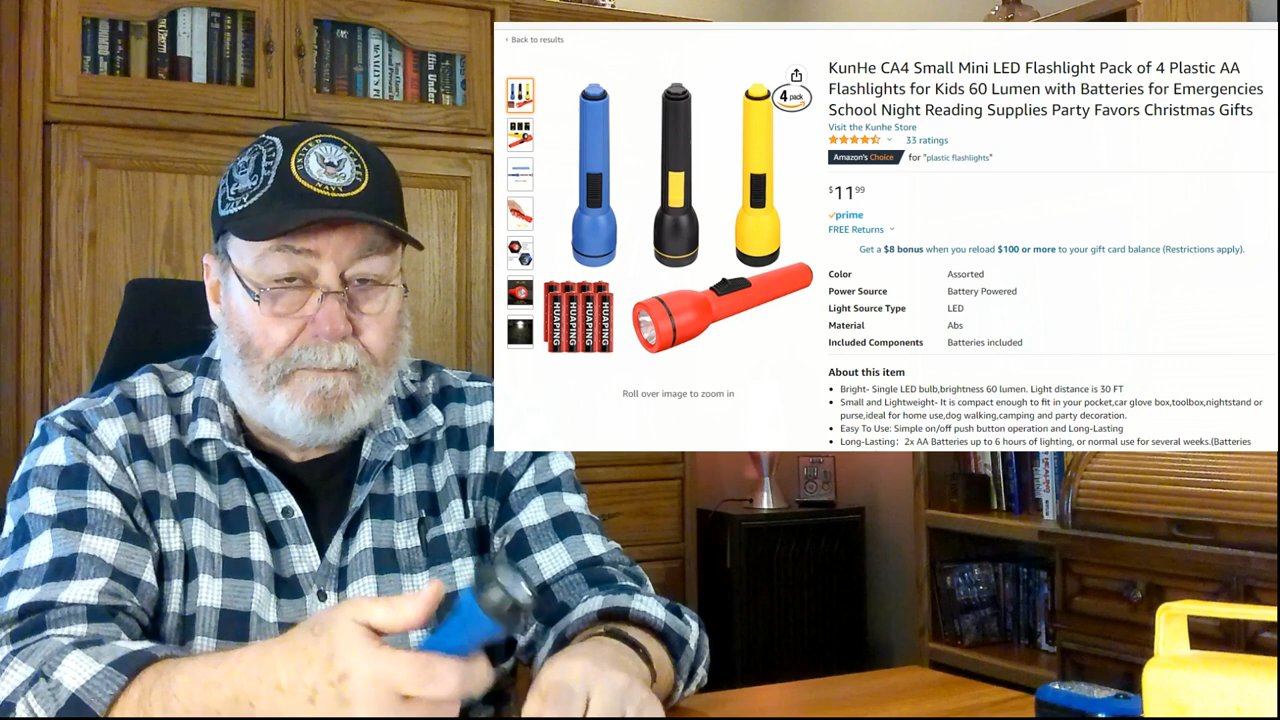 ‹ Back to results
KunHe CA4 Small Mini LED Flashlight Pack of 4 Plastic AA
Flashlights for Kids 60 Lumen with Batteries for Emergencies
School Night Reading Supplies Party Favors Christmas Gifts
Visit the Kunhe Store
33 ratings
Amazon's Choice for "plastic flashlights"
$11 99
prime
FREE Returns
Get a $8 bonus when you reload $100 or more to your gift card balance (Restrictions apply).
Color Assorted
Power Source Battery Powered
Light Source Type LED
Material Abs
Included Components Batteries included
About this item
• Bright- Single LED bulb,brightness 60 lumen. Light distance is 30 FT
• Small and Lightweight- It is compact enough to fit in your pocket,car glove box,toolbox,nightstand or
purse,ideal for home use,dog walking,camping and party decoration.
• Easy To Use: Simple on/off push button operation and Long-Lasting
• Long-Lasting：2x AA Batteries up to 6 hours of lighting, or normal use for several weeks.(Batteries
4 pack
HUAPING
HUAPING
HUAPING
HUAPING
Roll over image to zoom in
UNITED STATES
NAVY